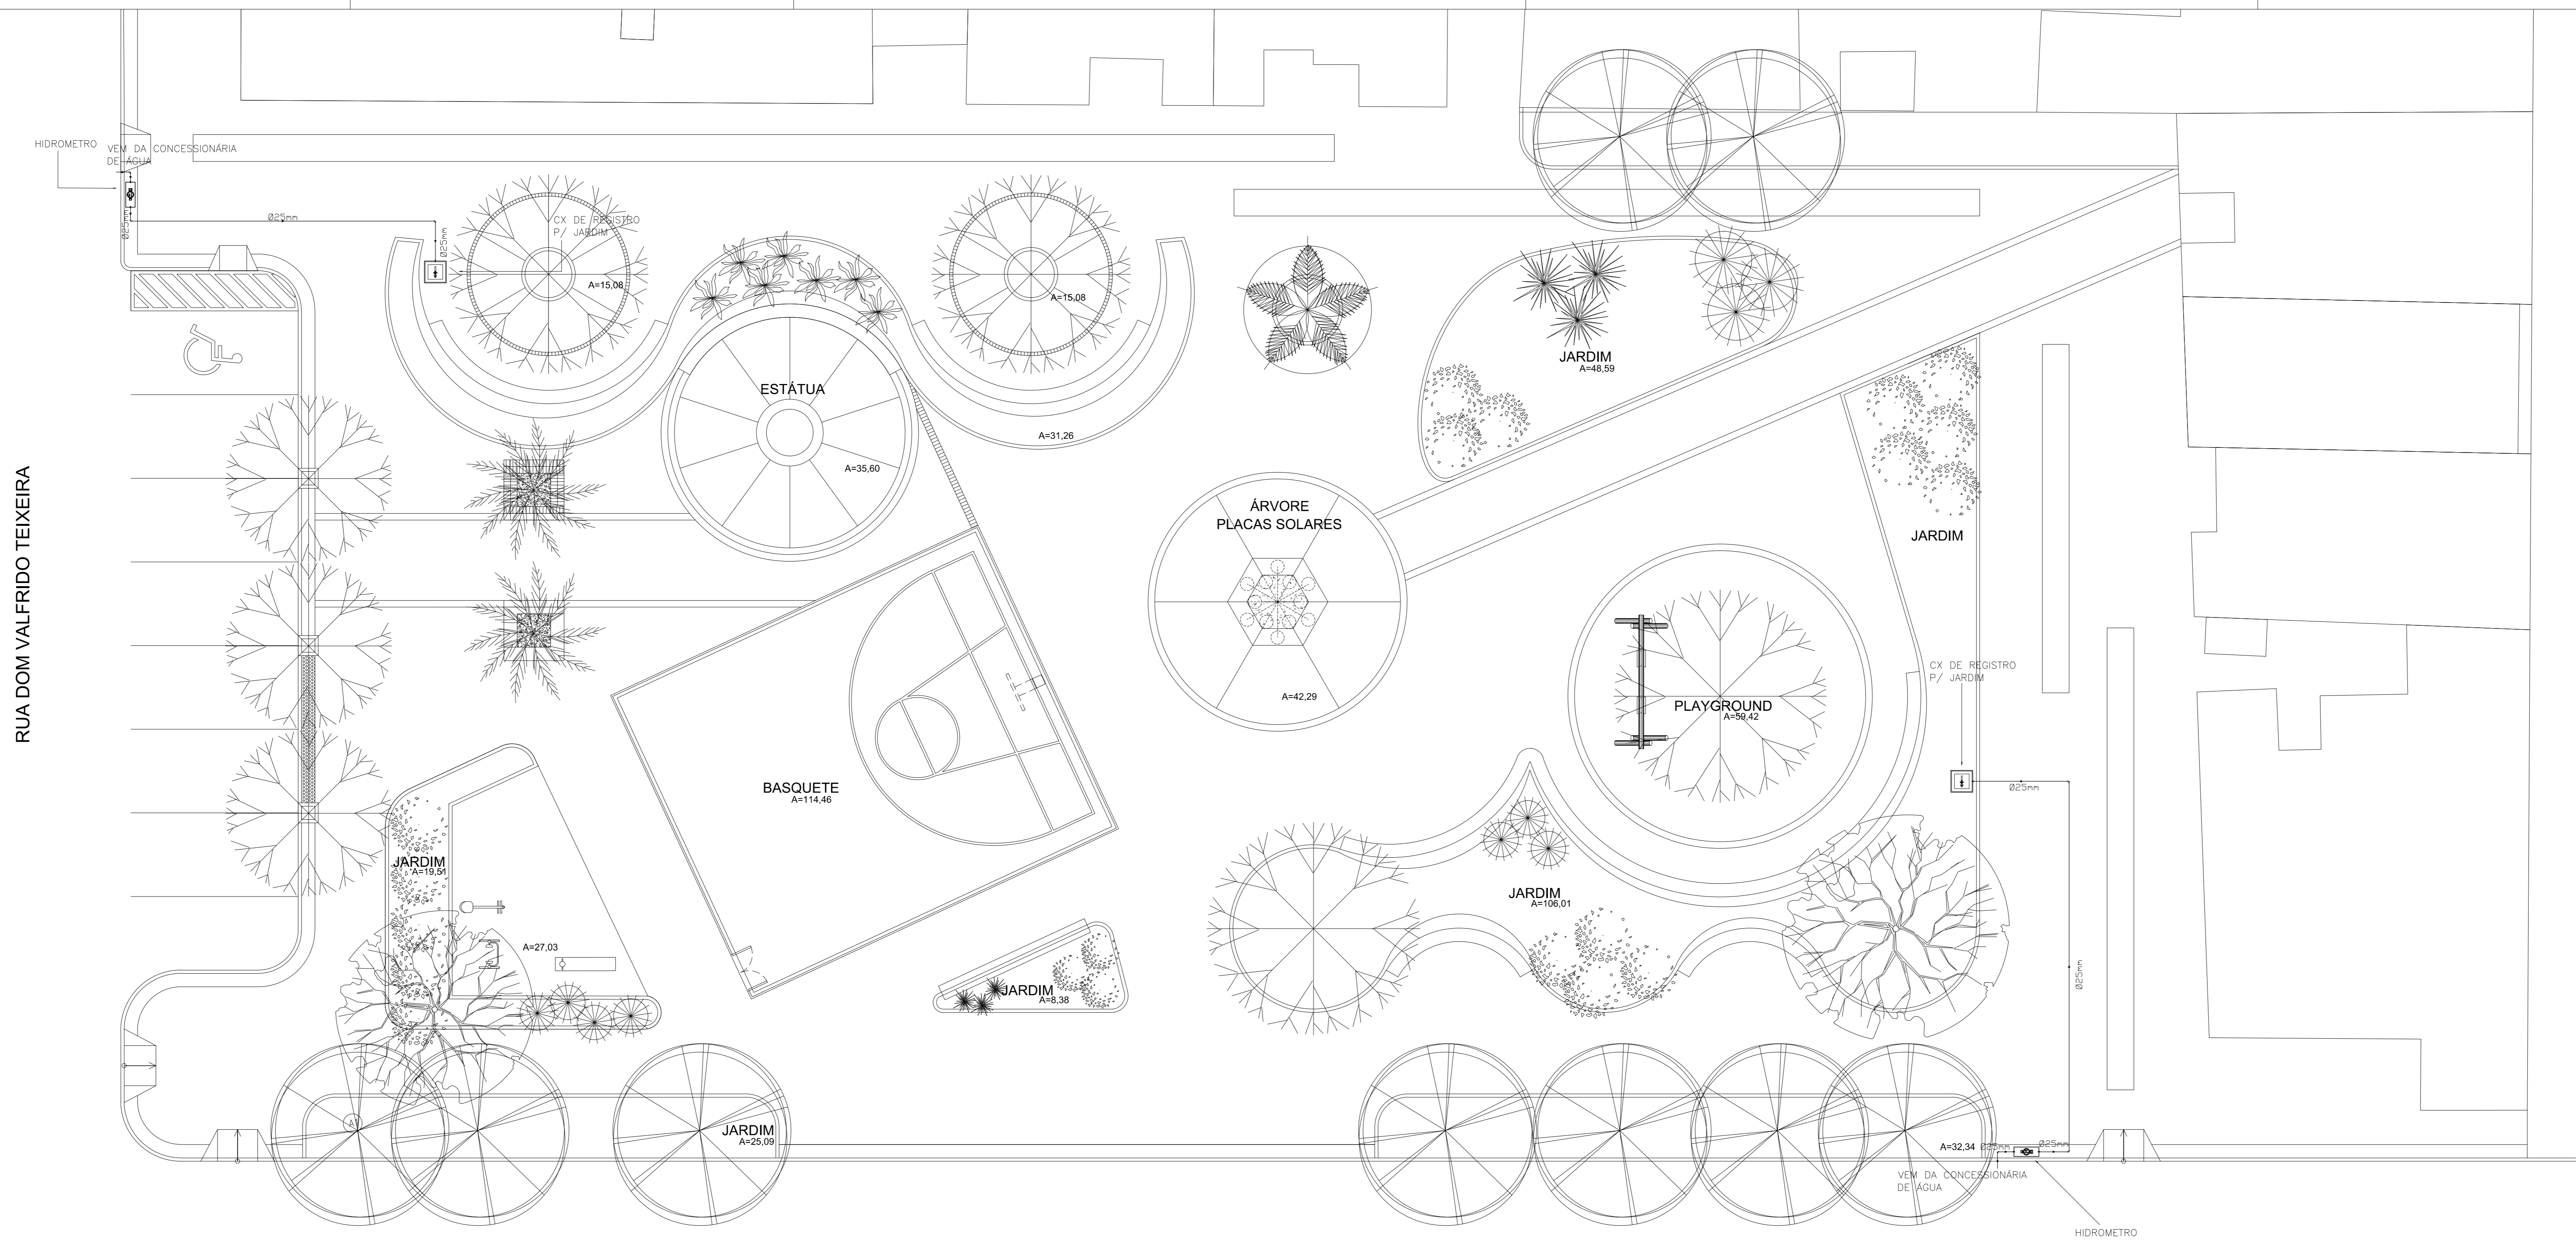 HIDROMETRO
VEM DA CONCESSIONÁRIA
DE ÁGUA
Ø25mm
Ø25mm
Ø25mm
CX DE REGISTRO
P/ JARDIM
A=15,08
A=15,08
ESTÁTUA
A=35,60
A=31,26
JARDIM
A=48,59
RUA DOM VALFRIDO TEIXEIRA
ÁRVORE
PLACAS SOLARES
A=42,29
JARDIM
CX DE REGISTRO
P/ JARDIM
PLAYGROUND
A=59,42
BASQUETE
A=114,46
Ø25mm
JARDIM
A=19,51
JARDIM
A=106,01
A=27,03
Ø25mm
JARDIM
A=8,38
A1
JARDIM
A=25,09
A=32,34
Ø25mm
Ø25mm
VEM DA CONCESSIONÁRIA
DE ÁGUA
HIDROMETRO